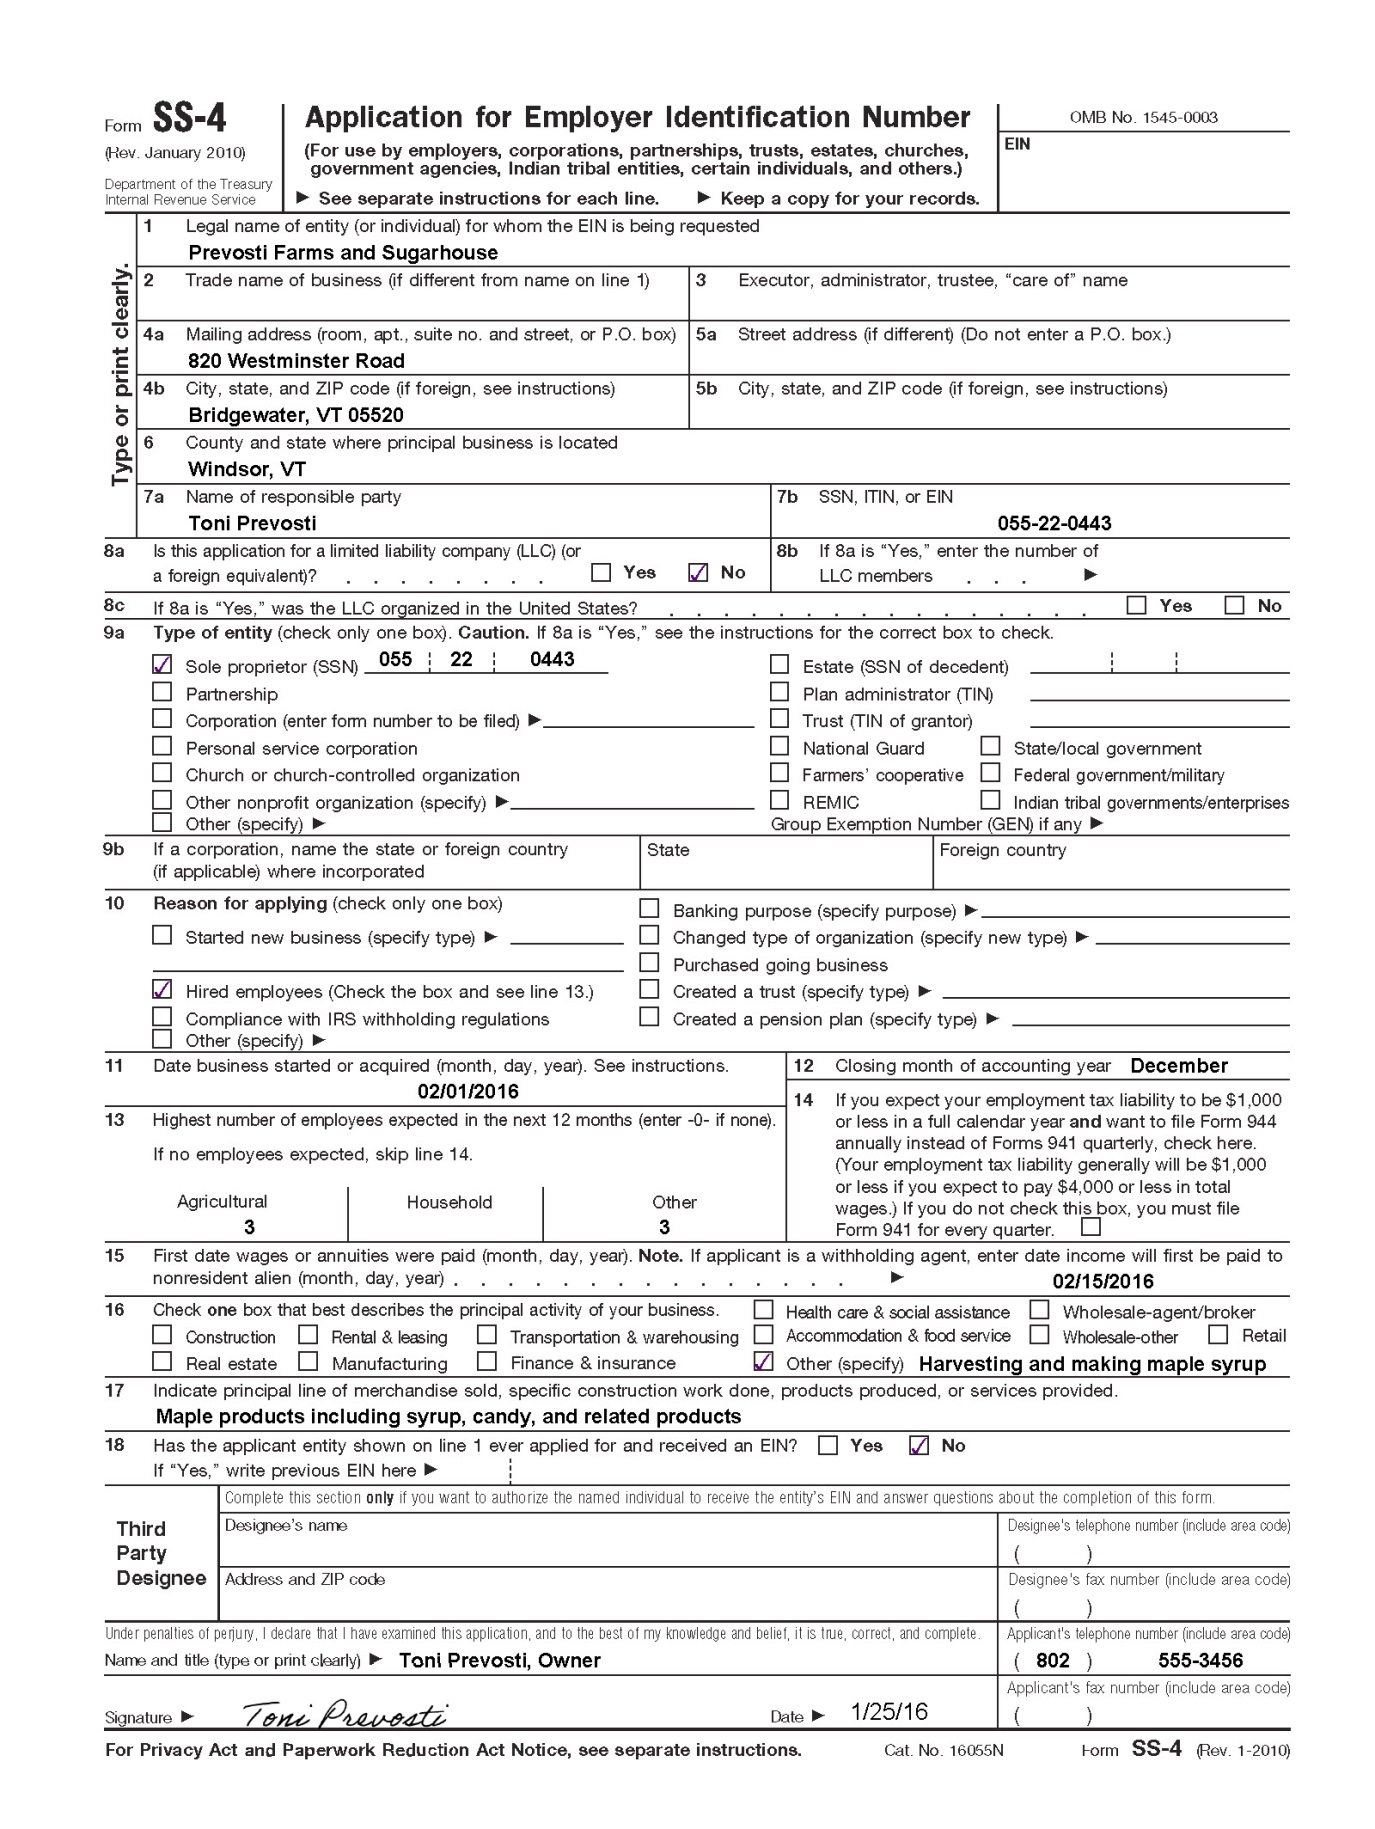 Form SS-4
(Rev. January 2010)
Department of the Treasury
Internal Revenue Service
Application for Employer Identification Number
(For use by employers, corporations, partnerships, trusts, estates, churches,
government agencies, Indian tribal entities, certain individuals, and others.)
► See separate instructions for each line. ► Keep a copy for your records.
OMB No. 1545-0003
EIN
Type or print clearly.
1 Legal name of entity (or individual) for whom the EIN is being requested
Prevosti Farms and Sugarhouse
2 Trade name of business (if different from name on line 1)
3 Executor, administrator, trustee, “care of” name
4a Mailing address (room, apt., suite no. and street, or P.O. box)
820 Westminster Road
5a Street address (if different) (Do not enter a P.O. box.)
4b City, state, and ZIP code (if foreign, see instructions)
Bridgewater, VT 05520
5b City, state, and ZIP code (if foreign, see instructions)
6 County and state where principal business is located
Windsor, VT
7a Name of responsible party
Toni Prevosti
7b SSN, ITIN, or EIN
055-22-0443
8a Is this application for a limited liability company (LLC) (or
a foreign equivalent)? . . . . . . . . Yes No
8b If 8a is “Yes,” enter the number of
LLC members . . . ►
8c If 8a is “Yes,” was the LLC organized in the United States? . . . . . . . . . . . . . . . . Yes No
9a Type of entity (check only one box). Caution. If 8a is “Yes,” see the instructions for the correct box to check.
Sole proprietor (SSN) 055 22 0443
Estate (SSN of decedent)
Partnership
Plan administrator (TIN)
Corporation (enter form number to be filed) ►
Trust (TIN of grantor)
Personal service corporation
National Guard State/local government
Church or church-controlled organization
Farmers’ cooperative Federal government/military
Other nonprofit organization (specify) ►
REMIC Indian tribal governments/enterprises
Other (specify) ►
Group Exemption Number (GEN) if any ►
9b If a corporation, name the state or foreign country
(if applicable) where incorporated
State
Foreign country
10 Reason for applying (check only one box)
Banking purpose (specify purpose) ►
Started new business (specify type) ►
Changed type of organization (specify new type) ►
Purchased going business
Hired employees (Check the box and see line 13.)
Created a trust (specify type) ►
Compliance with IRS withholding regulations
Created a pension plan (specify type) ►
Other (specify) ►
11 Date business started or acquired (month, day, year). See instructions.
02/01/2016
12 Closing month of accounting year December
13 Highest number of employees expected in the next 12 months (enter -0- if none).
If no employees expected, skip line 14.
Agricultural Household Other
3 3
14 If you expect your employment tax liability to be $1,000
or less in a full calendar year and want to file Form 944
annually instead of Forms 941 quarterly, check here.
(Your employment tax liability generally will be $1,000
or less if you expect to pay $4,000 or less in total
wages.) If you do not check this box, you must file
Form 941 for every quarter.
15 First date wages or annuities were paid (month, day, year). Note. If applicant is a withholding agent, enter date income will first be paid to
nonresident alien (month, day, year) . . . . . . . . . . . . . . . ► 02/15/2016
16 Check one box that best describes the principal activity of your business.
Health care & social assistance Wholesale-agent/broker
Construction Rental & leasing Transportation & warehousing Accommodation & food service Wholesale-other Retail
Real estate Manufacturing Finance & insurance Other (specify) Harvesting and making maple syrup
17 Indicate principal line of merchandise sold, specific construction work done, products produced, or services provided.
Maple products including syrup, candy, and related products
18 Has the applicant entity shown on line 1 ever applied for and received an EIN? Yes No
If “Yes,” write previous EIN here ►
Third
Party
Designee
Complete this section only if you want to authorize the named individual to receive the entity’s EIN and answer questions about the completion of this form.
Designee’s name
Designee's telephone number (include area code)
( )
Address and ZIP code
Designee's fax number (include area code)
( )
Under penalties of perjury, I declare that I have examined this application, and to the best of my knowledge and belief, it is true, correct, and complete.
Applicant's telephone number (include area code)
Name and title (type or print clearly) ► Toni Prevosti, Owner
( 802 ) 555-3456
Applicant's fax number (include area code)
( )
Signature ► Toni Prevosti Date ► 1/25/16
For Privacy Act and Paperwork Reduction Act Notice, see separate instructions. Cat. No. 16055N Form SS-4 (Rev. 1-2010)